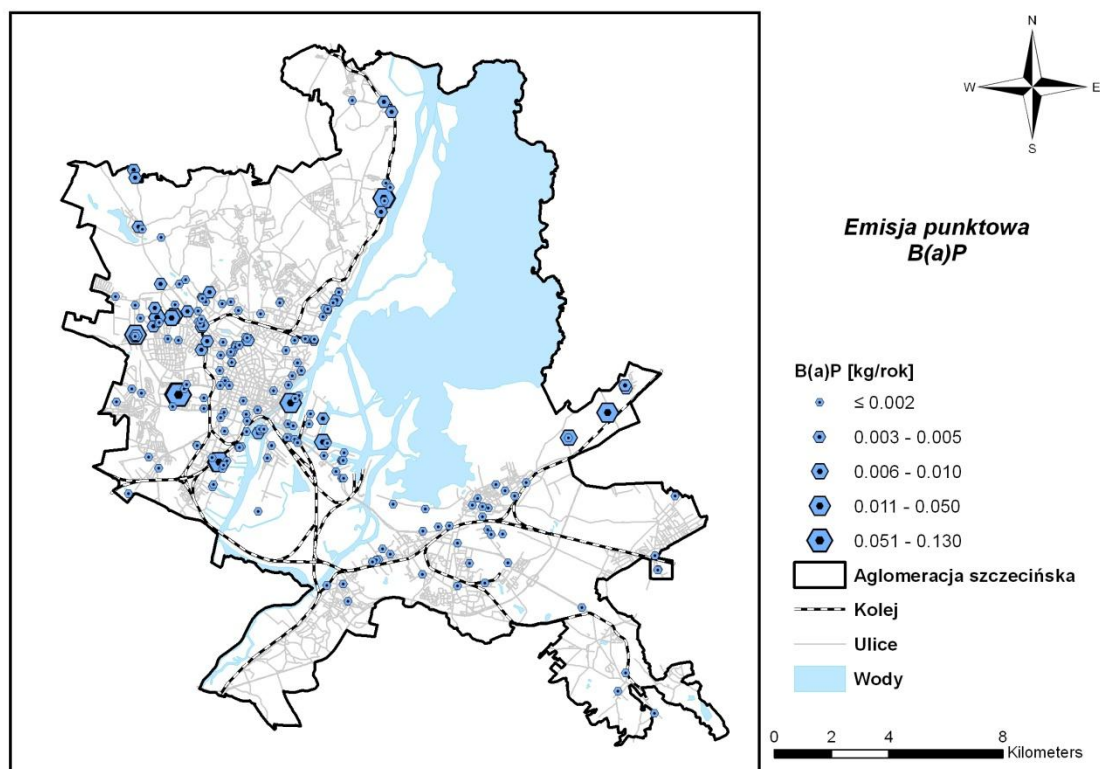 N
W
E
S
Emisja punktowa
B(a)P
B(a)P [kg/rok]
≤ 0.002
0.003 - 0.005
0.006 - 0.010
0.011 - 0.050
0.051 - 0.130
Aglomeracja szczecińska
Kolej
Ulice
Wody
0 2 4 8
Kilometers